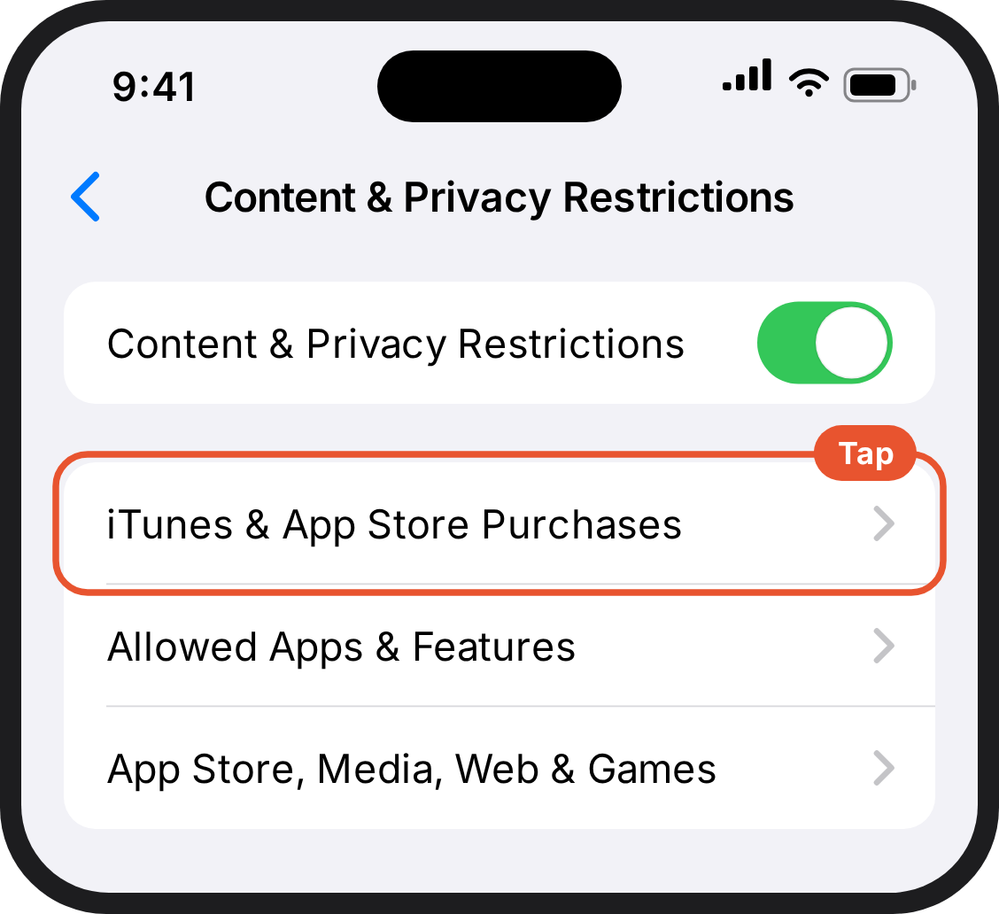 9:41
Content & Privacy Restrictions
Content & Privacy Restrictions
Tap
iTunes & App Store Purchases
Allowed Apps & Features
App Store, Media, Web & Games